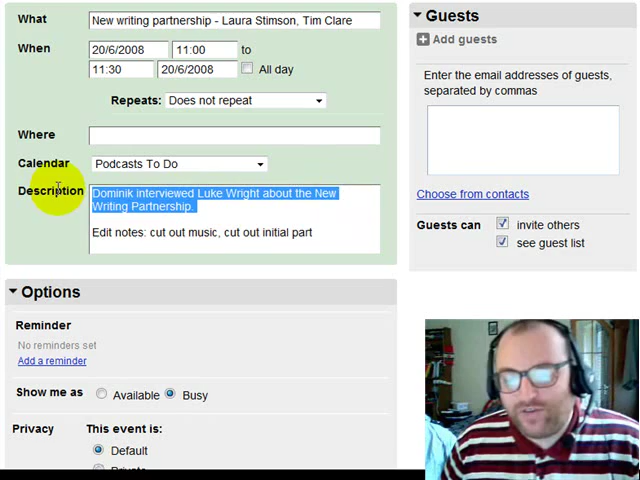 What
New writing partnership - Laura Stimson, Tim Clare
When
20/6/2008 11:00 to
11:30 20/6/2008 All day
Repeats: Does not repeat
Where
Calendar Podcasts To Do
Description
Dominik interviewed Luke Wright about the New
Writing Partnership.
Edit notes: cut out music, cut out initial part
Options
Reminder
No reminders set
Add a reminder
Show me as Available Busy
Privacy This event is:
Default
Private
Guests
Add guests
Enter the email addresses of guests,
separated by commas
Choose from contacts
Guests can invite others
see guest list